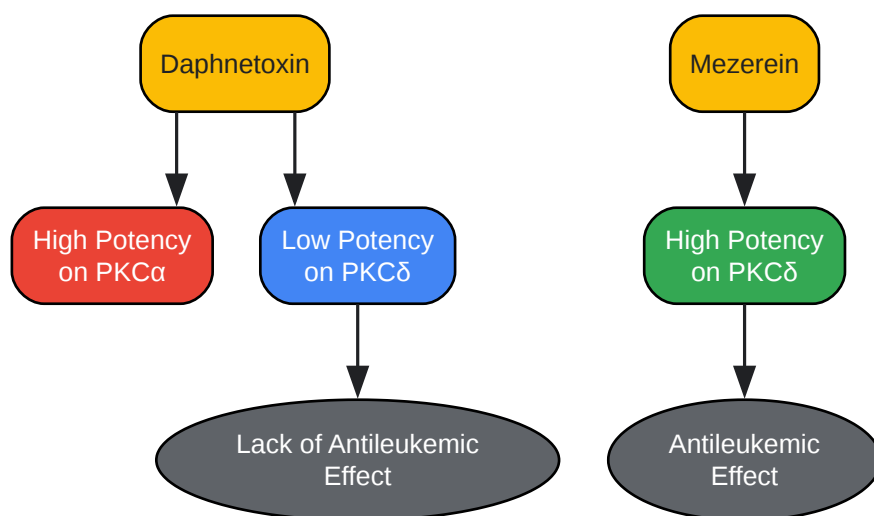 Daphnetoxin
Mezerein
High Potency
on PKCα
Low Potency
on PKCδ
High Potency
on PKCδ
Lack of Antileukemic
Effect
Antileukemic
Effect